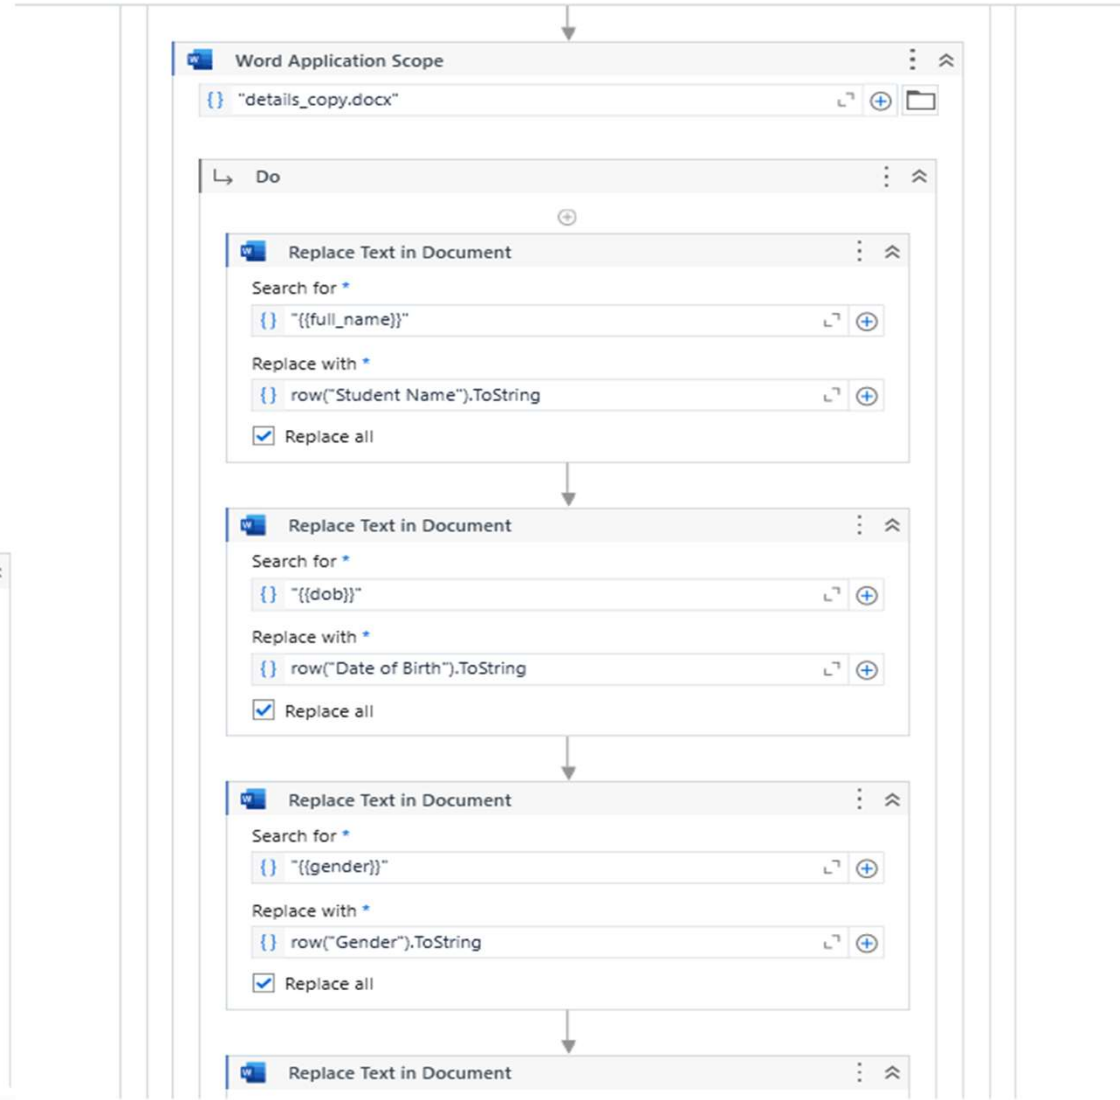 Word Application Scope
"details_copy.docx"
Do
Replace Text in Document
Search for *
"{{full_name}}"
Replace with *
row("Student Name").ToString
Replace all
Replace Text in Document
Search for *
"{{dob}}"
Replace with *
row("Date of Birth").ToString
Replace all
Replace Text in Document
Search for *
"{{gender}}"
Replace with *
row("Gender").ToString
Replace all
Replace Text in Document